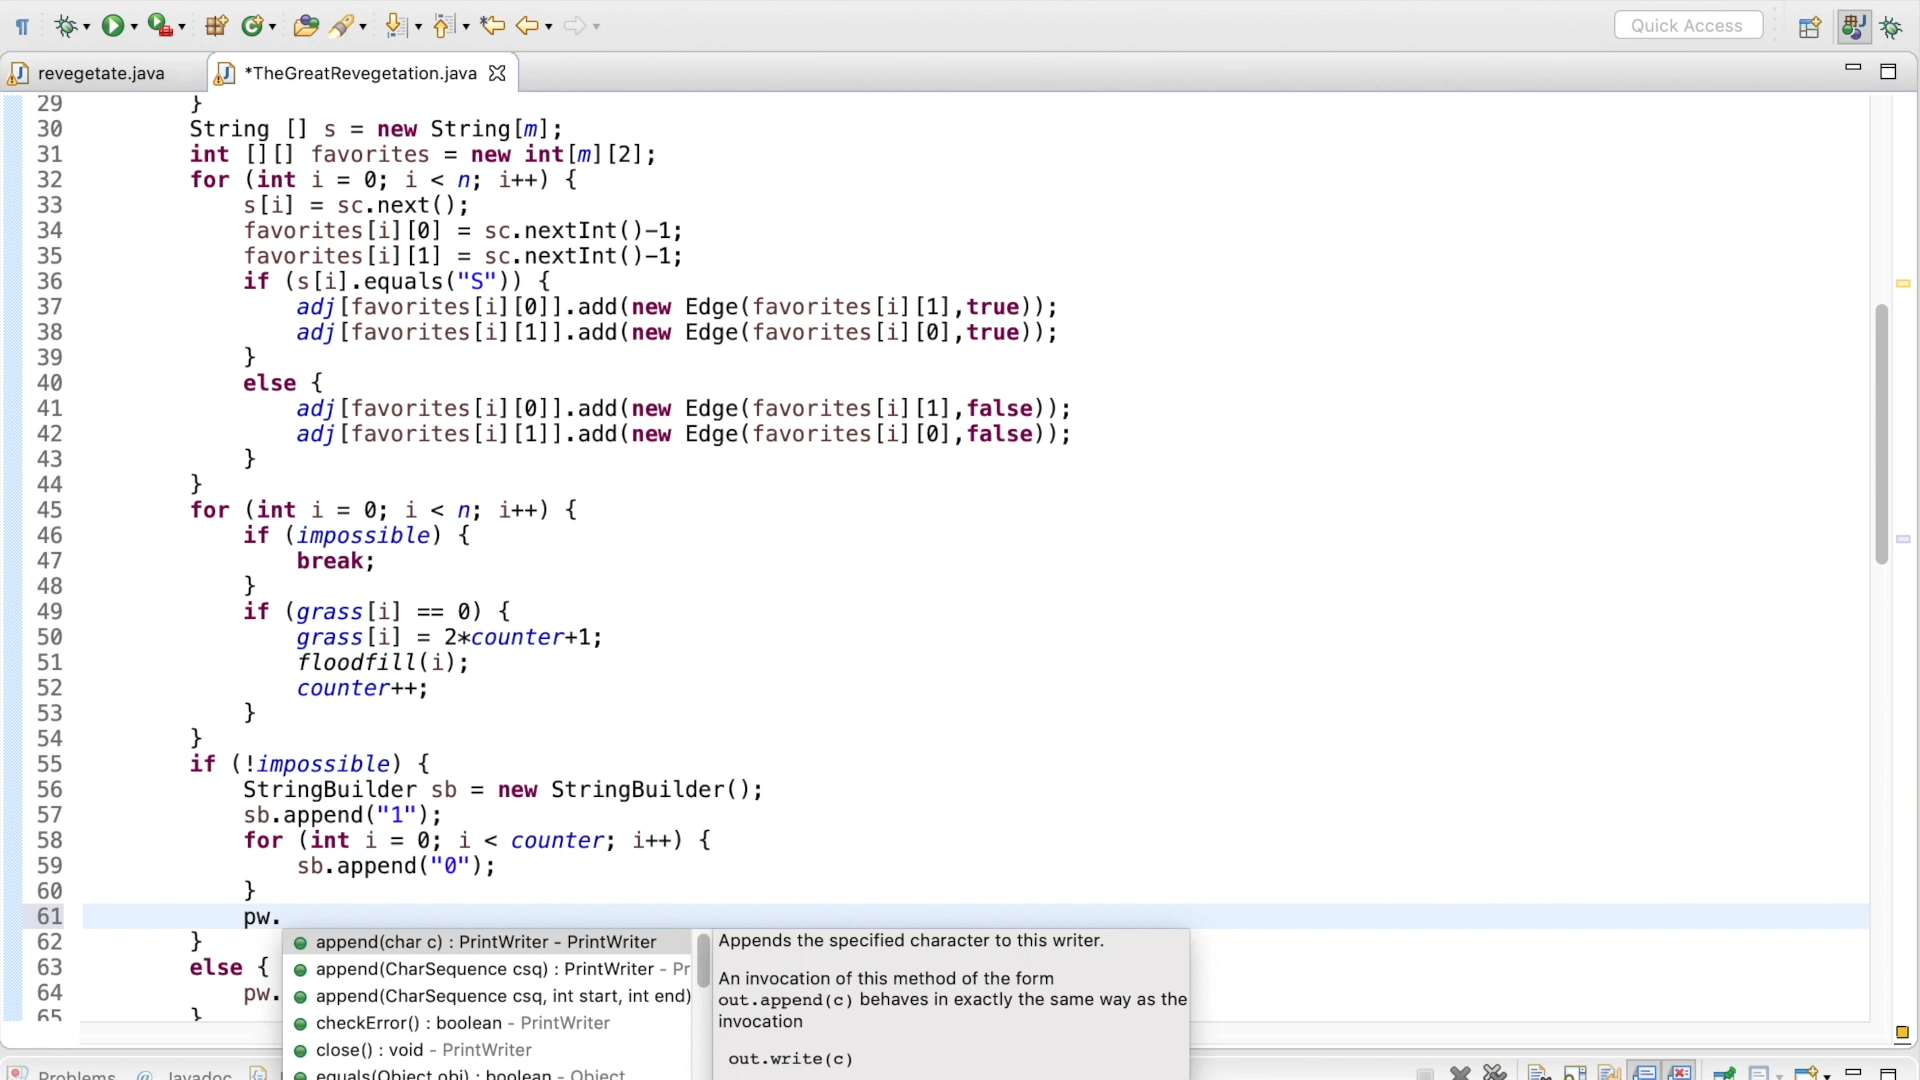 Quick Access
revegetate.java
*TheGreatRevegetation.java
29 }
30 String [] s = new String[m];
31 int [][] favorites = new int[m][2];
32 for (int i = 0; i < n; i++) {
33 s[i] = sc.next();
34 favorites[i][0] = sc.nextInt()-1;
35 favorites[i][1] = sc.nextInt()-1;
36 if (s[i].equals("S")) {
37 adj[favorites[i][0]].add(new Edge(favorites[i][1],true));
38 adj[favorites[i][1]].add(new Edge(favorites[i][0],true));
39 }
40 else {
41 adj[favorites[i][0]].add(new Edge(favorites[i][1],false));
42 adj[favorites[i][1]].add(new Edge(favorites[i][0],false));
43 }
44 }
45 for (int i = 0; i < n; i++) {
46 if (impossible) {
47 break;
48 }
49 if (grass[i] == 0) {
50 grass[i] = 2*counter+1;
51 floodfill(i);
52 counter++;
53 }
54 }
55 if (!impossible) {
56 StringBuilder sb = new StringBuilder();
57 sb.append("1");
58 for (int i = 0; i < counter; i++) {
59 sb.append("0");
60 }
61 pw.
62 }
63 else {
64 pw.
65 }
append(char c) : PrintWriter - PrintWriter
append(CharSequence csq) : PrintWriter - Pr
append(CharSequence csq, int start, int end)
checkError() : boolean - PrintWriter
close() : void - PrintWriter
equals(Object obj) : boolean - Object
Appends the specified character to this writer.
An invocation of this method of the form
out.append(c) behaves in exactly the same way as the
invocation
out.write(c)
Problems @ Javadoc